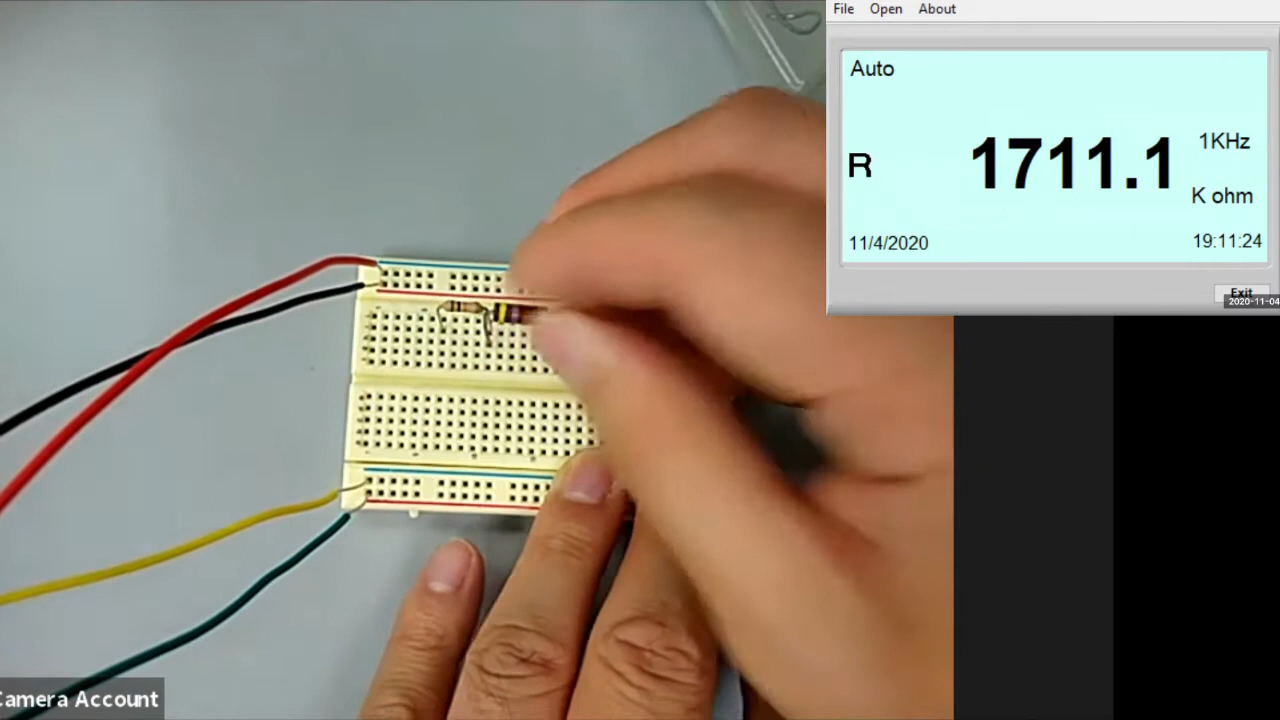 File Open About
Auto
R 1711.1 1KHz
K ohm
11/4/2020 19:11:24
Exit
2020-11-04
Camera Account